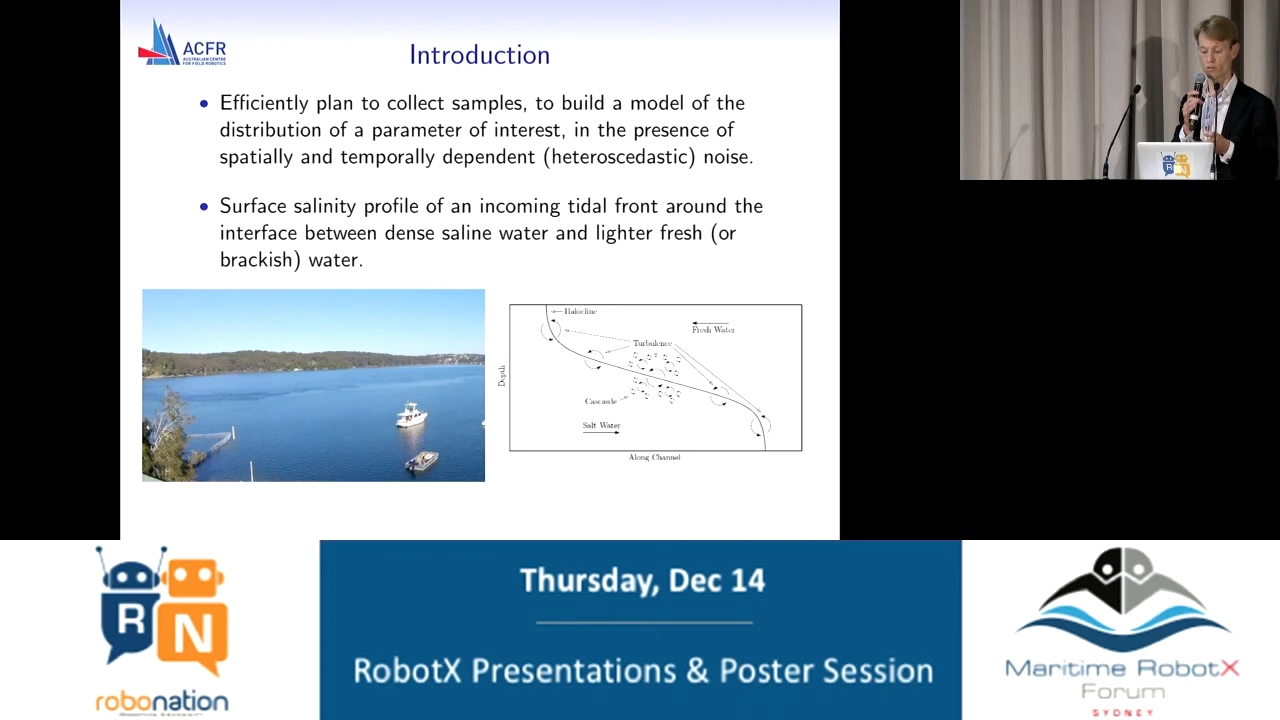 ACFR
AUSTRALIAN CENTRE
FOR FIELD ROBOTICS
Introduction
Efficiently plan to collect samples, to build a model of the
distribution of a parameter of interest, in the presence of
spatially and temporally dependent (heteroscedastic) noise.
Surface salinity profile of an incoming tidal front around the
interface between dense saline water and lighter fresh (or
brackish) water.
Halocline
Fresh Water
Turbulence
Depth
Cascade
Salt Water
Along Channel
RN
R
N
robonation
Thursday, Dec 14
RobotX Presentations & Poster Session
Maritime RobotX
Forum
SYDNEY